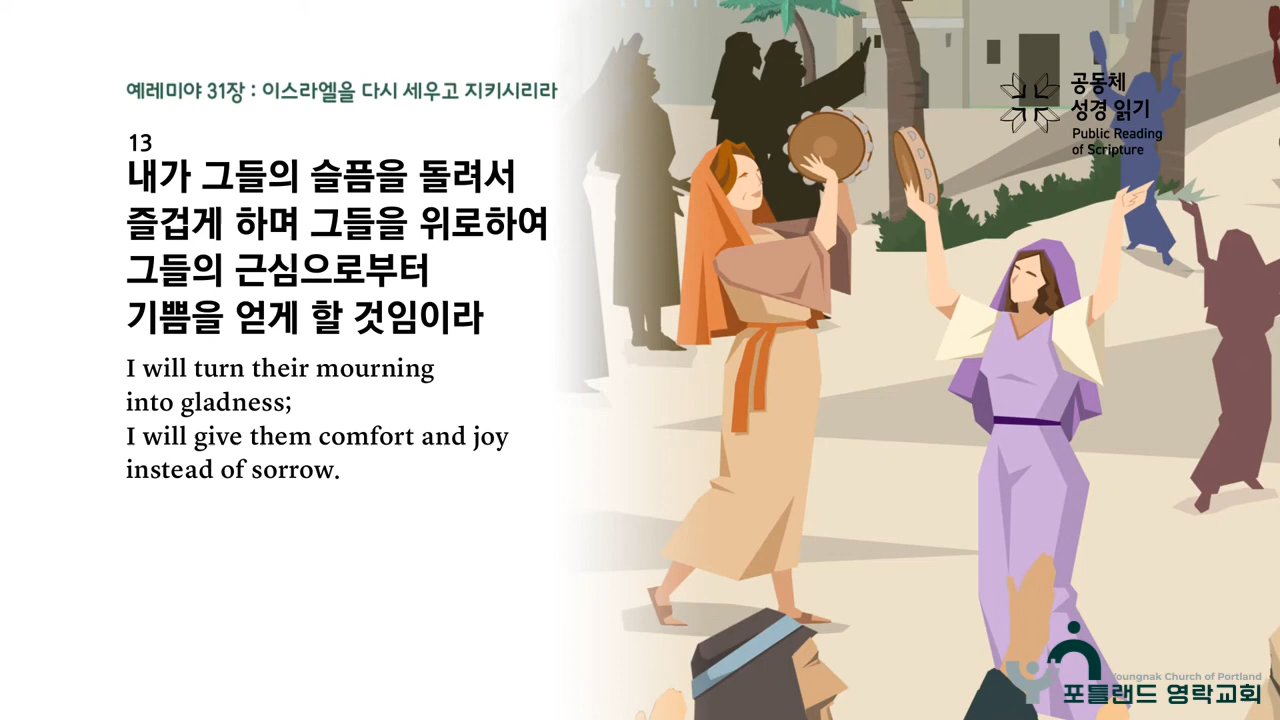 예레미야 31장 : 이스라엘을 다시 세우고 지키시리라
13
내가 그들의 슬픔을 돌려서
즐겁게 하며 그들을 위로하여
그들의 근심으로부터
기쁨을 얻게 할 것임이라
I will turn their mourning
into gladness;
I will give them comfort and joy
instead of sorrow.
공동체
성경 읽기
Public Reading
of Scripture
Youngnak Church of Portland
포틀랜드 영락교회